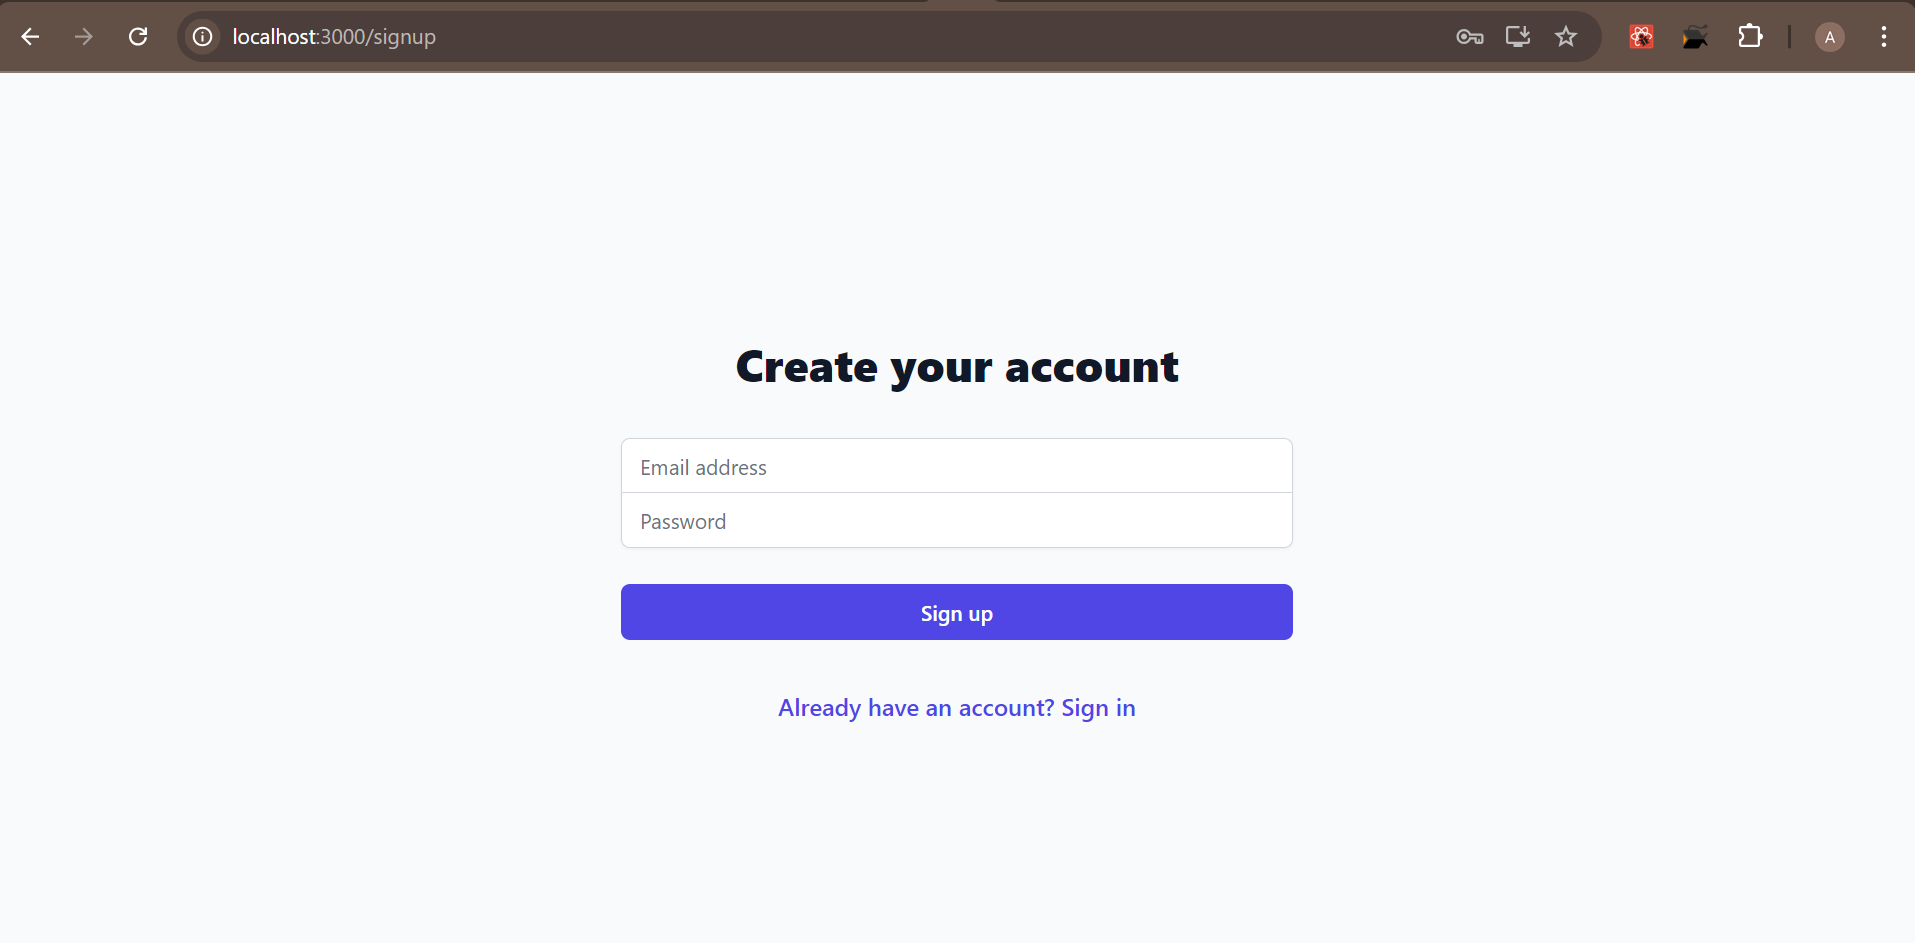 localhost:3000/signup
A
Create your account
Email address
Password
Sign up
Already have an account? Sign in